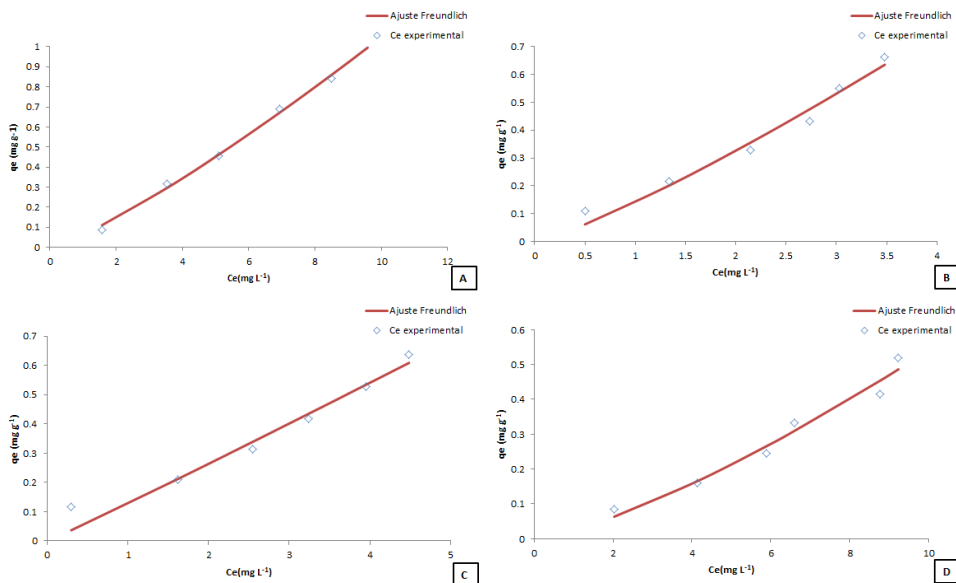 Ajuste Freundlich
Ce experimental
1
0.9
0.8
0.7
0.6
0.5
0.4
0.3
0.2
0.1
0
qe (mg g-1)
0 2 4 6 8 10 12
Ce(mg L⁻¹)
A
Ajuste Freundlich
Ce experimental
0.7
0.6
0.5
0.4
0.3
0.2
0.1
0
qe (mg g⁻¹)
0 0.5 1 1.5 2 2.5 3 3.5 4
Ce(mg L⁻¹)
B
Ajuste Freundlich
Ce experimental
0.7
0.6
0.5
0.4
0.3
0.2
0.1
0
qe (mg g⁻¹)
0 1 2 3 4 5
Ce(mg L⁻¹)
C
Ajuste Freundlich
Ce experimental
0.6
0.5
0.4
0.3
0.2
0.1
0
qe (mg g⁻¹)
0 2 4 6 8 10
Ce(mg L⁻¹)
D